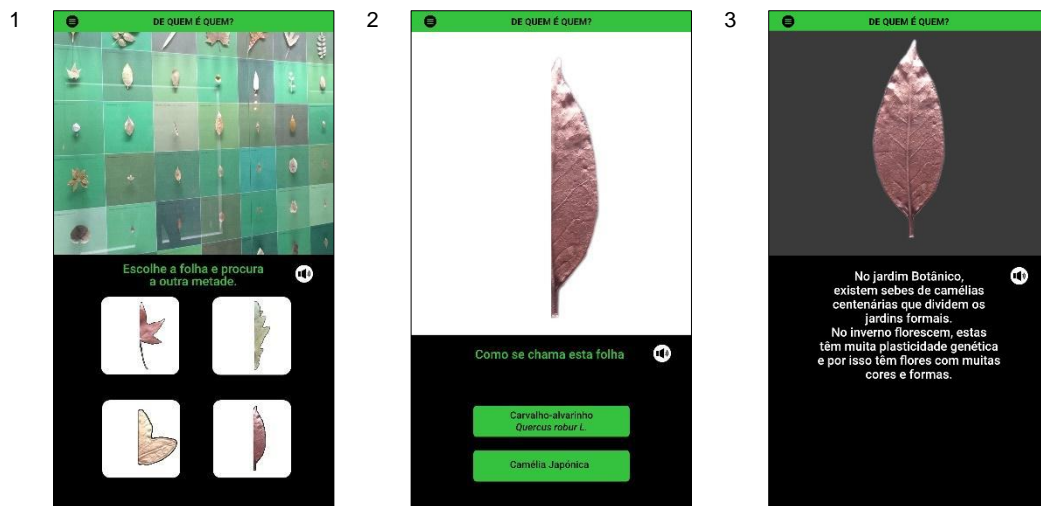 1
DE QUEM É QUEM?
Escolhe a folha e procura
a outra metade.
2
DE QUEM É QUEM?
Como se chama esta folha
Carvalho-alvarinho
Quercus robur L.
Camélia Japónica
3
DE QUEM É QUEM?
No jardim Botânico,
existem sebes de camélias
centenárias que dividem os
jardins formais.
No inverno florescem, estas
têm muita plasticidade genética
e por isso têm flores com muitas
cores e formas.